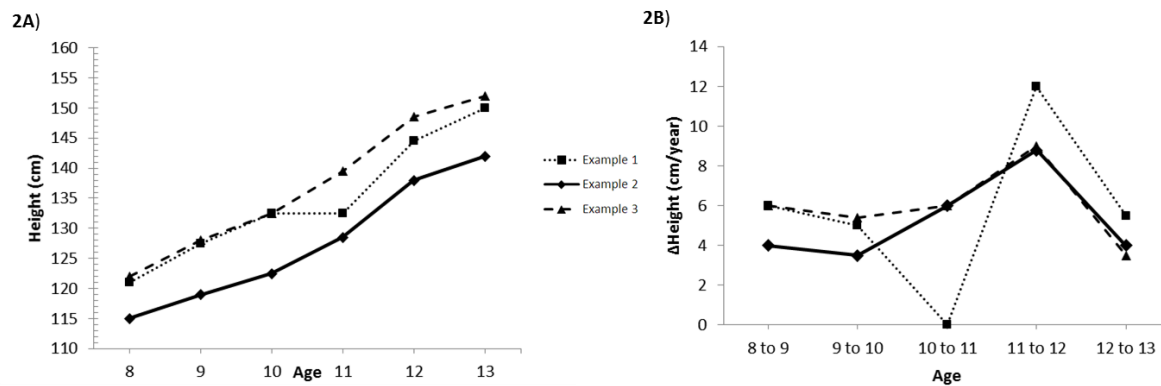 2A)
Height (cm)
160
155
150
145
140
135
130
125
120
115
110
8 9 10 Age 11 12 13
Example 1
Example 2
Example 3
2B)
ΔHeight (cm/year)
14
12
10
8
6
4
2
0
8 to 9 9 to 10 10 to 11 11 to 12 12 to 13
Age